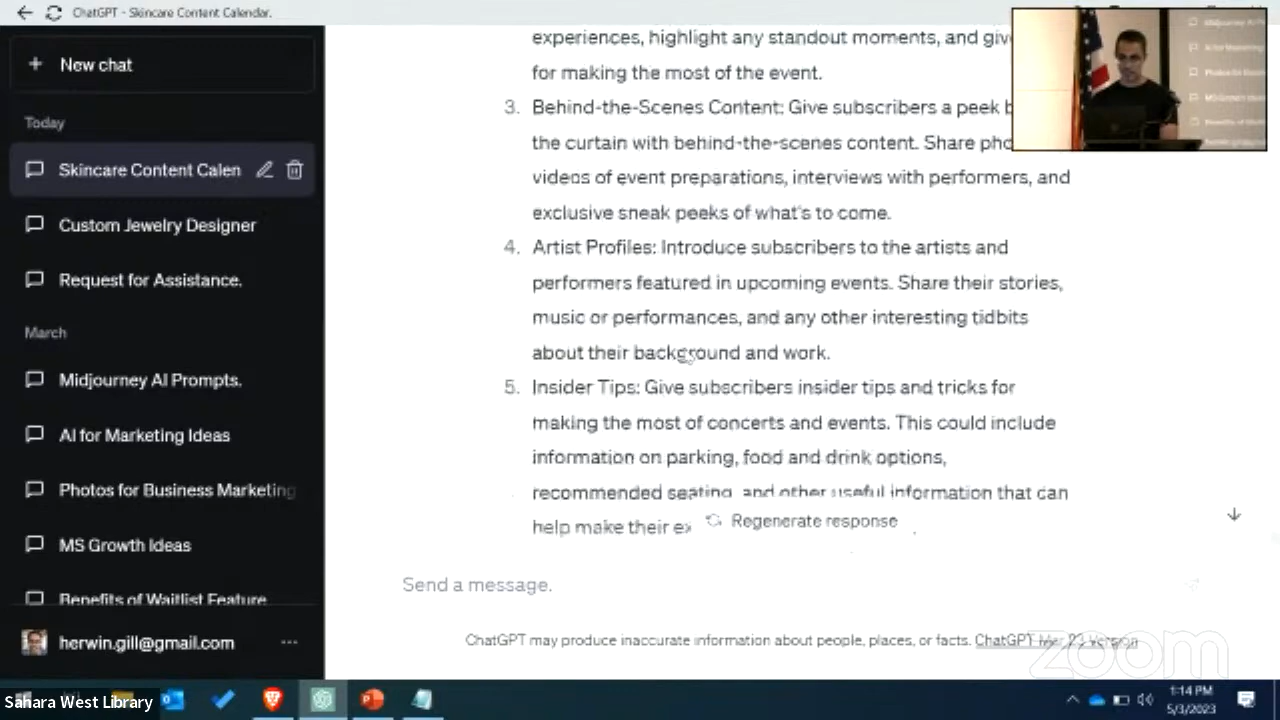 ChatGPT - Skincare Content Calendar.
New chat
Today
Skincare Content Calen
Custom Jewelry Designer
Request for Assistance.
March
Midjourney AI Prompts.
AI for Marketing Ideas
Photos for Business Marketing
MS Growth Ideas
Benefits of Waitlist Feature
herwin.gill@gmail.com
experiences, highlight any standout moments, and giv
for making the most of the event.
3. Behind-the-Scenes Content: Give subscribers a peek b
the curtain with behind-the-scenes content. Share pho
videos of event preparations, interviews with performers, and
exclusive sneak peeks of what's to come.
4. Artist Profiles: Introduce subscribers to the artists and
performers featured in upcoming events. Share their stories,
music or performances, and any other interesting tidbits
about their background and work.
5. Insider Tips: Give subscribers insider tips and tricks for
making the most of concerts and events. This could include
information on parking, food and drink options,
recommended seating, and other useful information that can
help make their ex
Regenerate response
Send a message.
ChatGPT may produce inaccurate information about people, places, or facts. ChatGPT Mar 23 Version
zoom
Sahara West Library
1:14 PM
5/3/2023